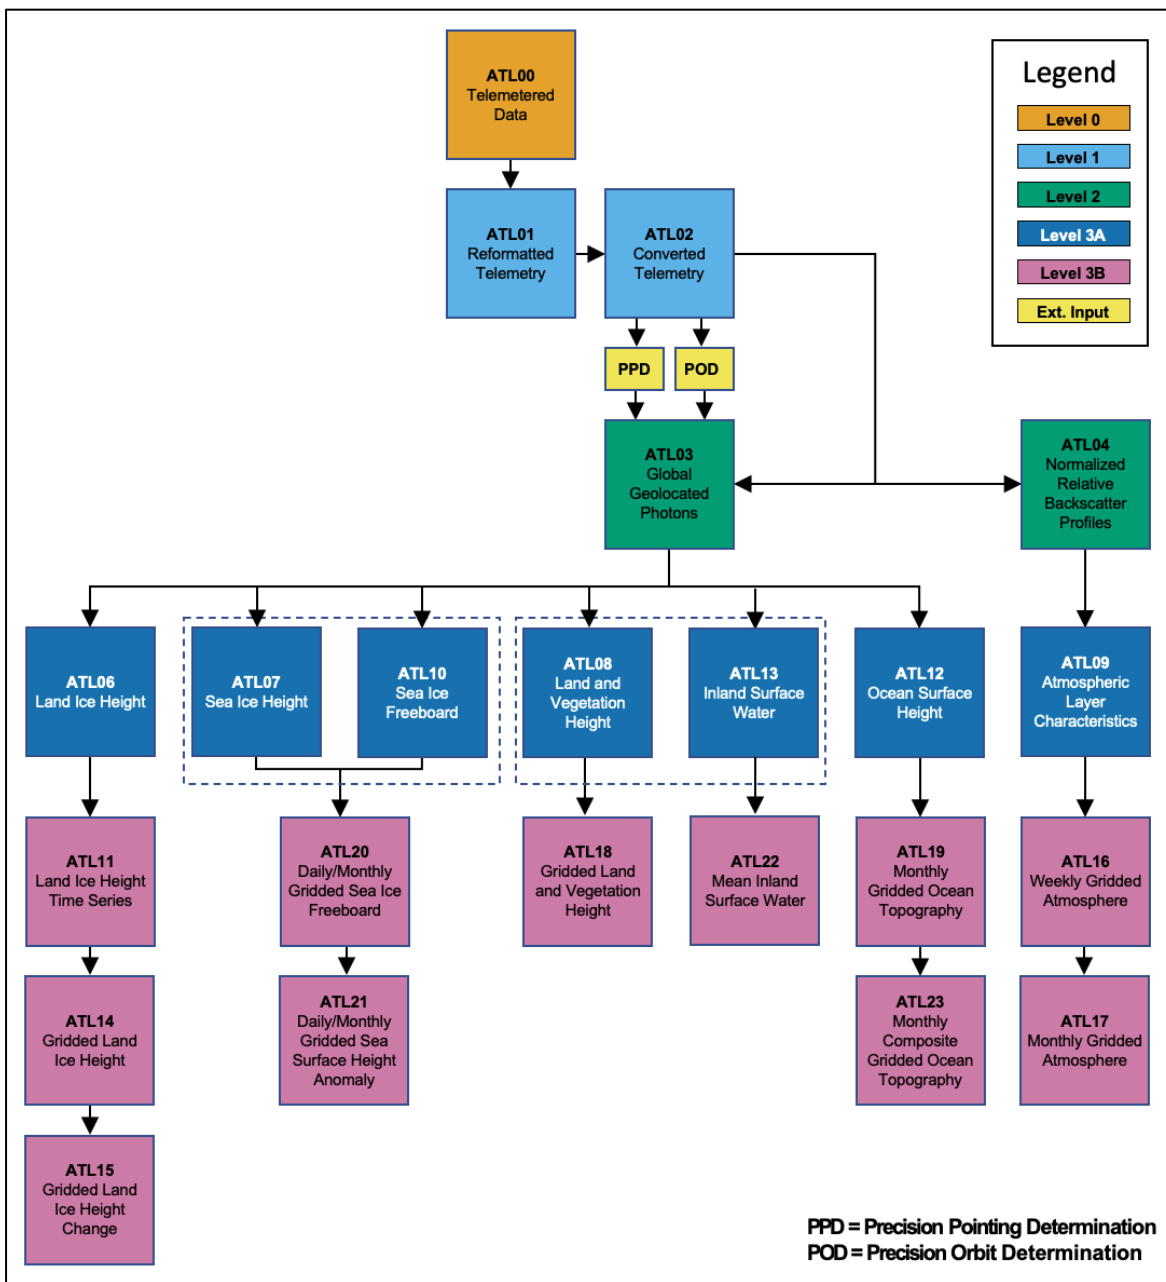 ATL00
Telemetered
Data
Legend
Level 0
Level 1
Level 2
Level 3A
Level 3B
Ext. Input
ATL01
Reformatted
Telemetry
ATL02
Converted
Telemetry
PPD
POD
ATL03
Global
Geolocated
Photons
ATL04
Normalized
Relative
Backscatter
Profiles
ATL06
Land Ice Height
ATL07
Sea Ice Height
ATL10
Sea Ice
Freeboard
ATL08
Land and
Vegetation
Height
ATL13
Inland Surface
Water
ATL12
Ocean Surface
Height
ATL09
Atmospheric
Layer
Characteristics
ATL11
Land Ice Height
Time Series
ATL20
Daily/Monthly
Gridded Sea Ice
Freeboard
ATL18
Gridded Land
and Vegetation
Height
ATL22
Mean Inland
Surface Water
ATL19
Monthly
Gridded Ocean
Topography
ATL16
Weekly Gridded
Atmosphere
ATL14
Gridded Land
Ice Height
ATL21
Daily/Monthly
Gridded Sea
Surface Height
Anomaly
ATL23
Monthly
Composite
Gridded Ocean
Topography
ATL17
Monthly Gridded
Atmosphere
ATL15
Gridded Land
Ice Height
Change
PPD = Precision Pointing Determination
POD = Precision Orbit Determination